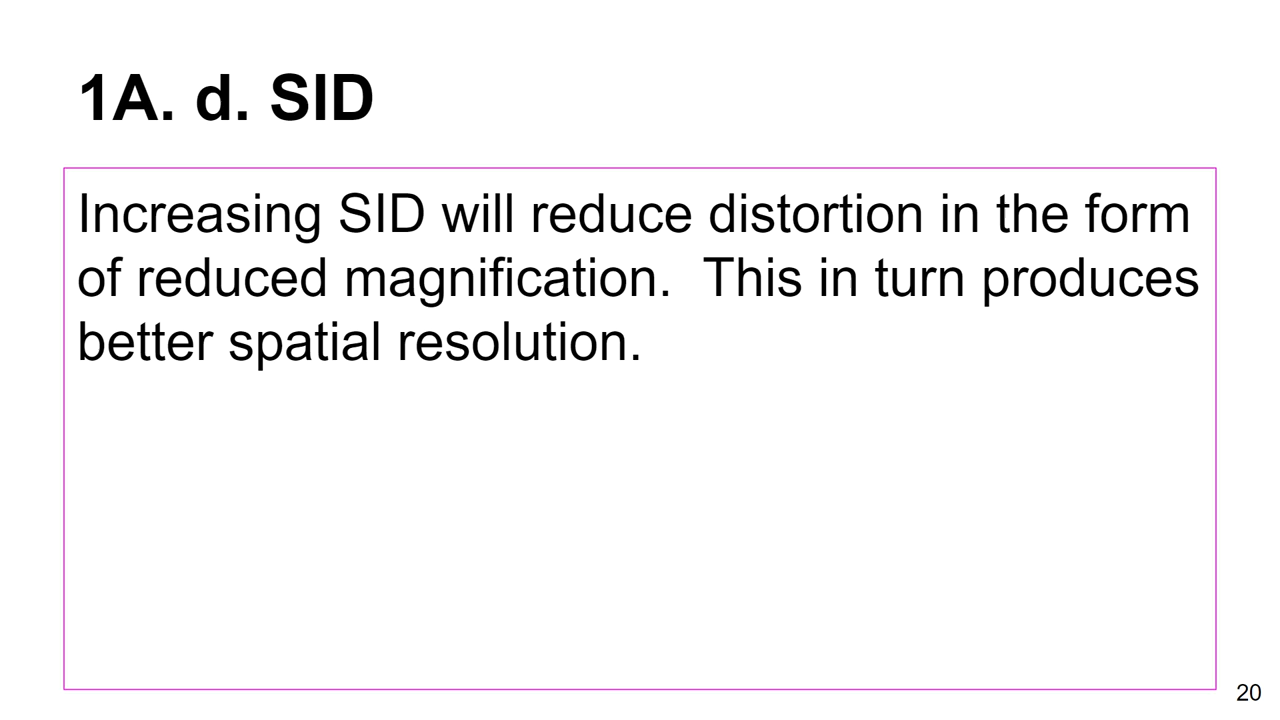 1A. d. SID
Increasing SID will reduce distortion in the form
of reduced magnification.  This in turn produces
better spatial resolution.
20